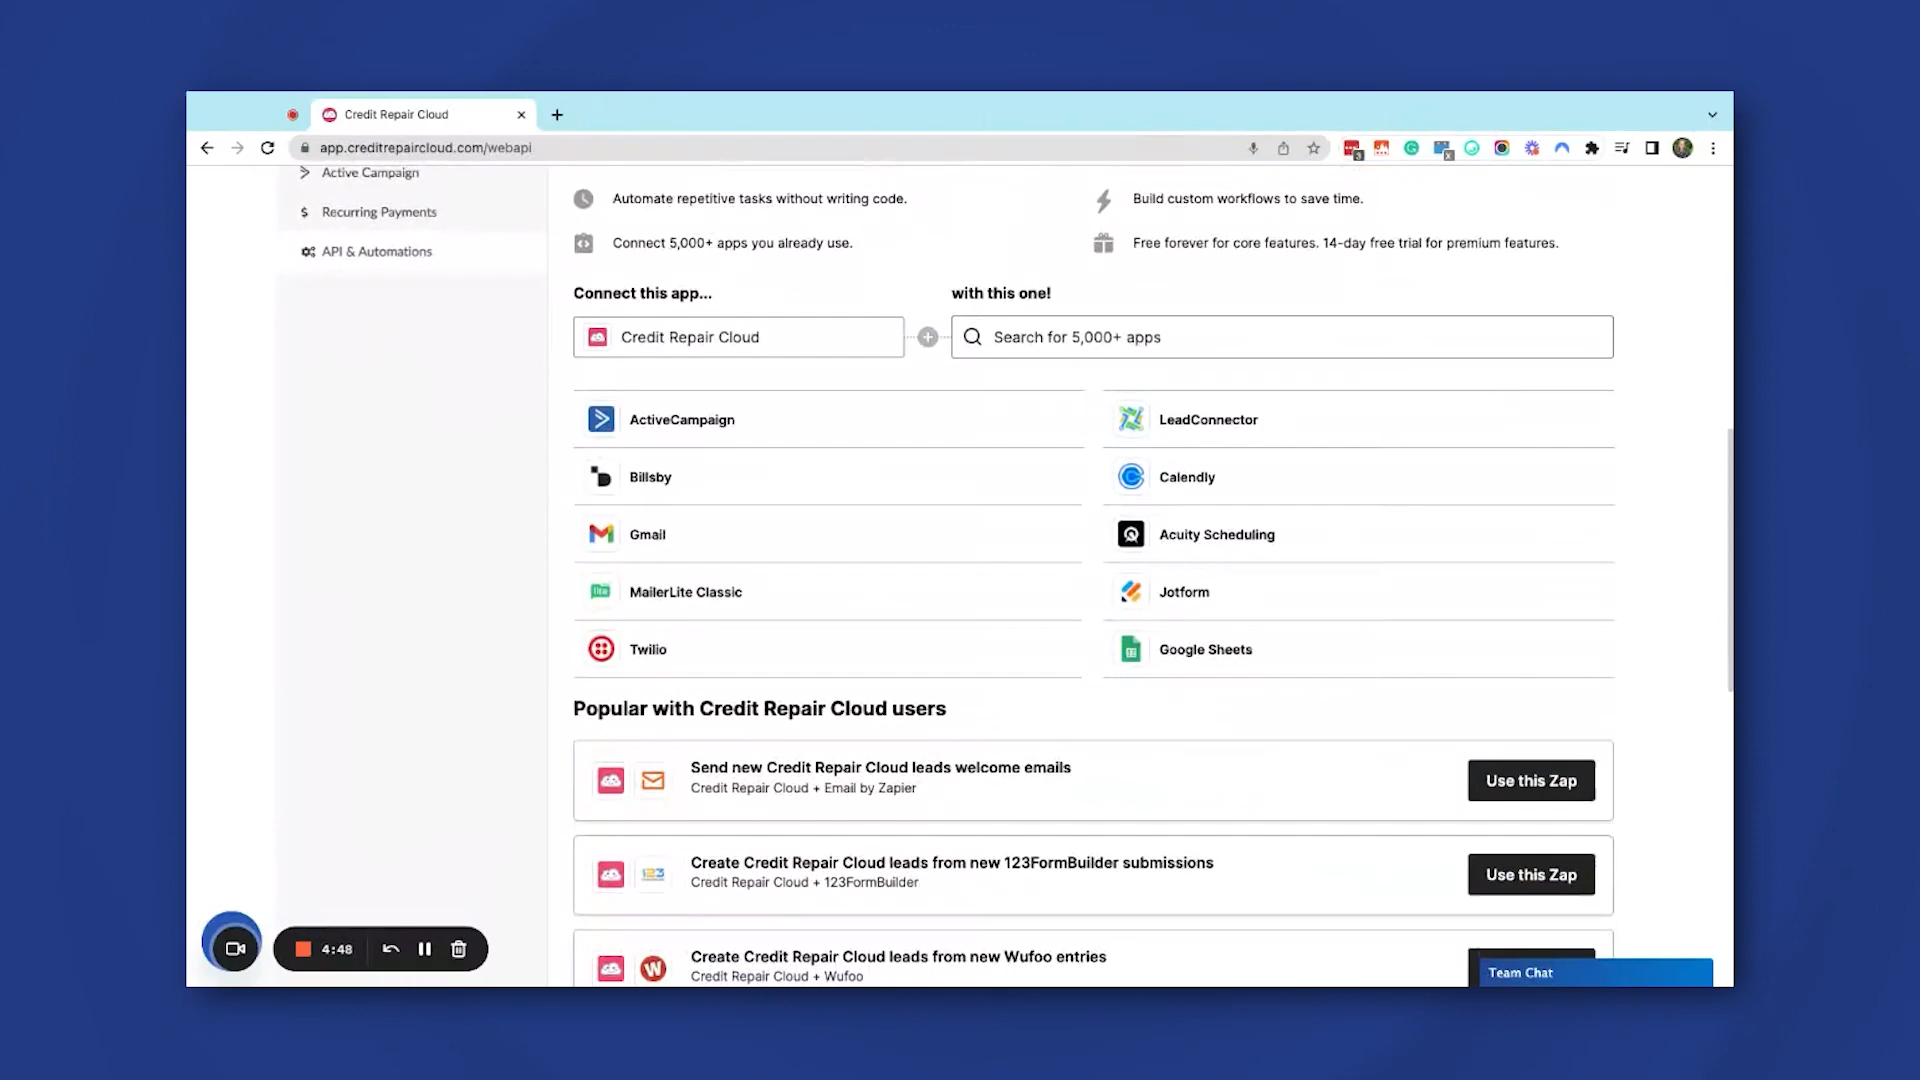 Credit Repair Cloud
app.creditrepaircloud.com/webapi
Active Campaign
Recurring Payments
API & Automations
Automate repetitive tasks without writing code.
Build custom workflows to save time.
Connect 5,000+ apps you already use.
Free forever for core features. 14-day free trial for premium features.
Connect this app...
with this one!
Credit Repair Cloud
Search for 5,000+ apps
ActiveCampaign
LeadConnector
Billsby
Calendly
Gmail
Acuity Scheduling
MailerLite Classic
Jotform
Twilio
Google Sheets
Popular with Credit Repair Cloud users
Send new Credit Repair Cloud leads welcome emails
Credit Repair Cloud + Email by Zapier
Use this Zap
Create Credit Repair Cloud leads from new 123FormBuilder submissions
Credit Repair Cloud + 123FormBuilder
Use this Zap
Create Credit Repair Cloud leads from new Wufoo entries
Credit Repair Cloud + Wufoo
Team Chat
4:48